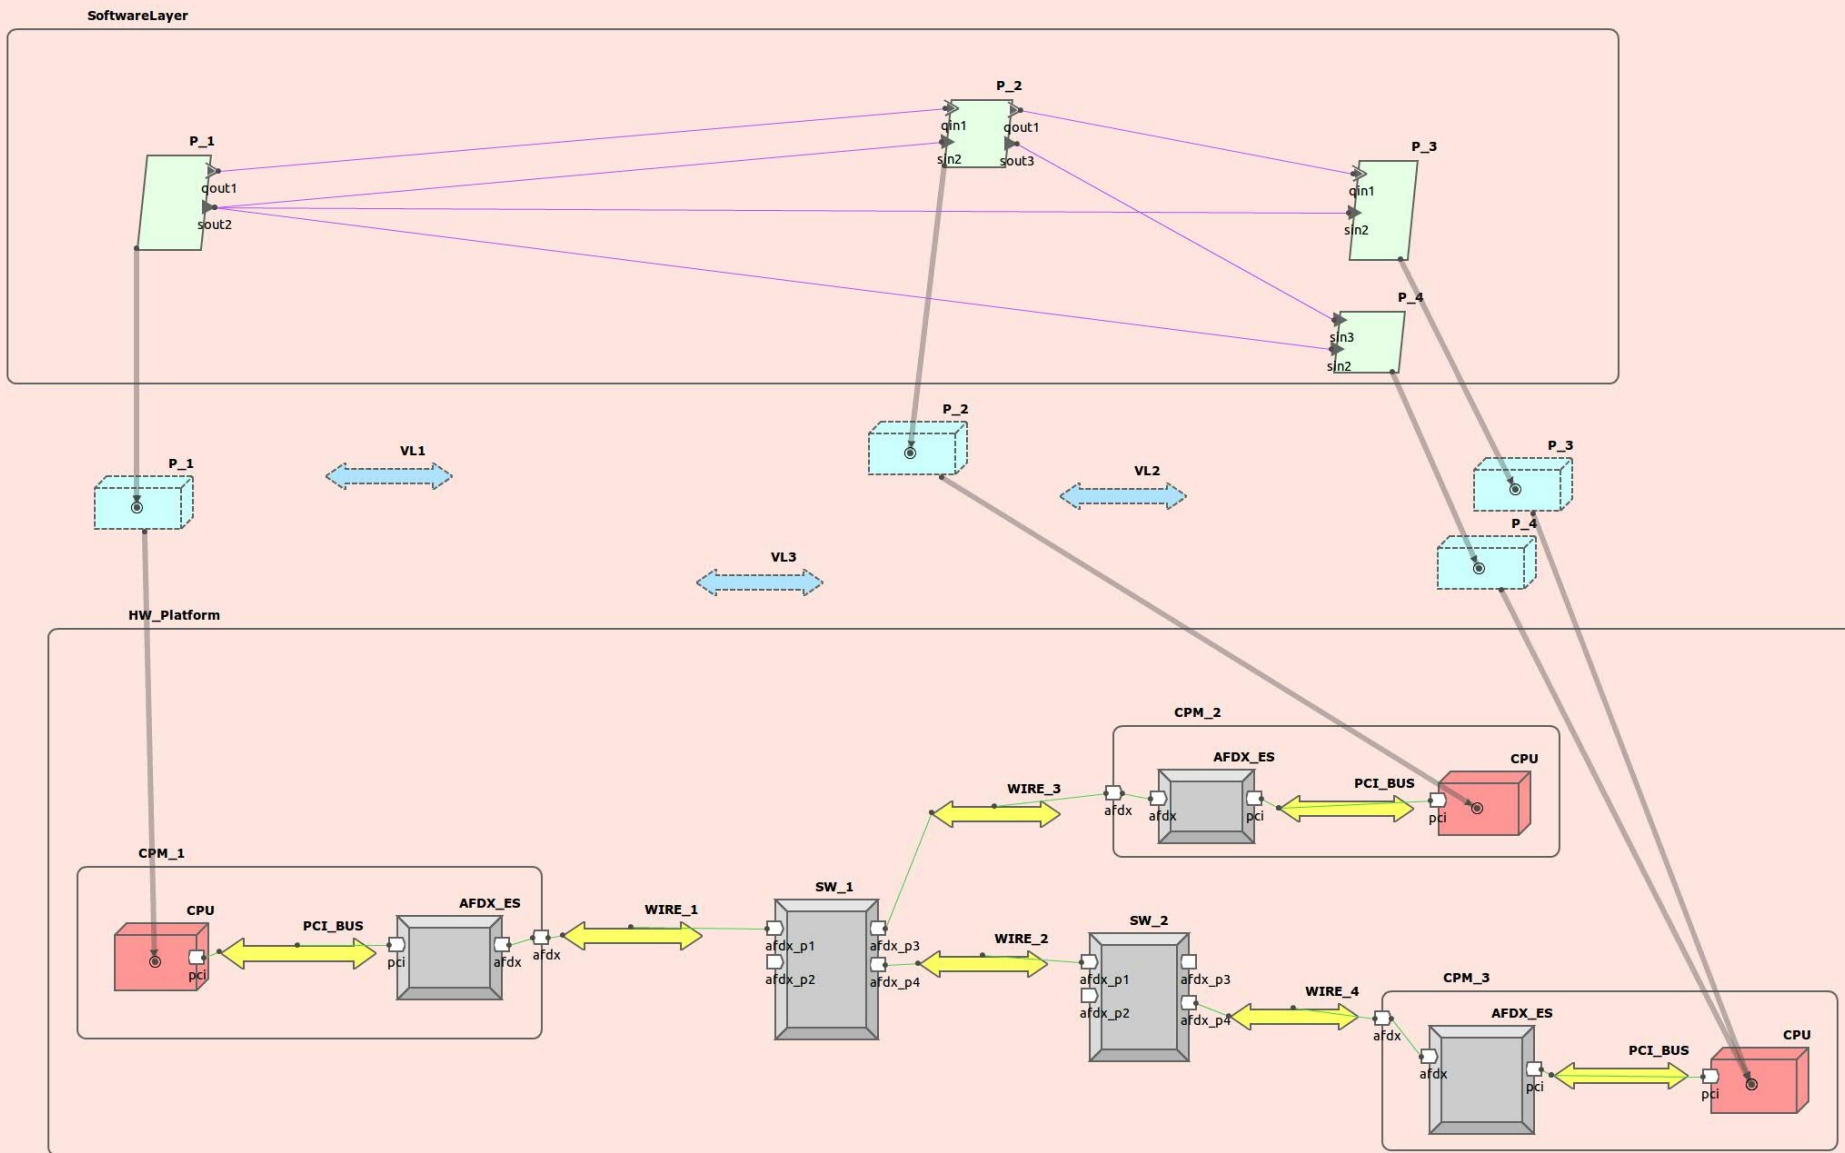 SoftwareLayer
P_2
qin1
qout1
sin2
sout3
P_1
qout1
sout2
P_3
qin1
sin2
P_4
sin3
sin2
P_2
P_1
VL1
VL2
P_3
P_4
VL3
HW_Platform
CPM_2
AFDX_ES
CPU
WIRE_3
PCI_BUS
afdx
afdx
pci
pci
CPM_1
CPU
AFDX_ES
PCI_BUS
WIRE_1
pci
pci
afdx
afdx
SW_1
afdx_p1
afdx_p3
afdx_p2
afdx_p4
WIRE_2
SW_2
afdx_p1
afdx_p3
afdx_p2
afdx_p4
WIRE_4
CPM_3
AFDX_ES
CPU
afdx
PCI_BUS
afdx
pci
pci